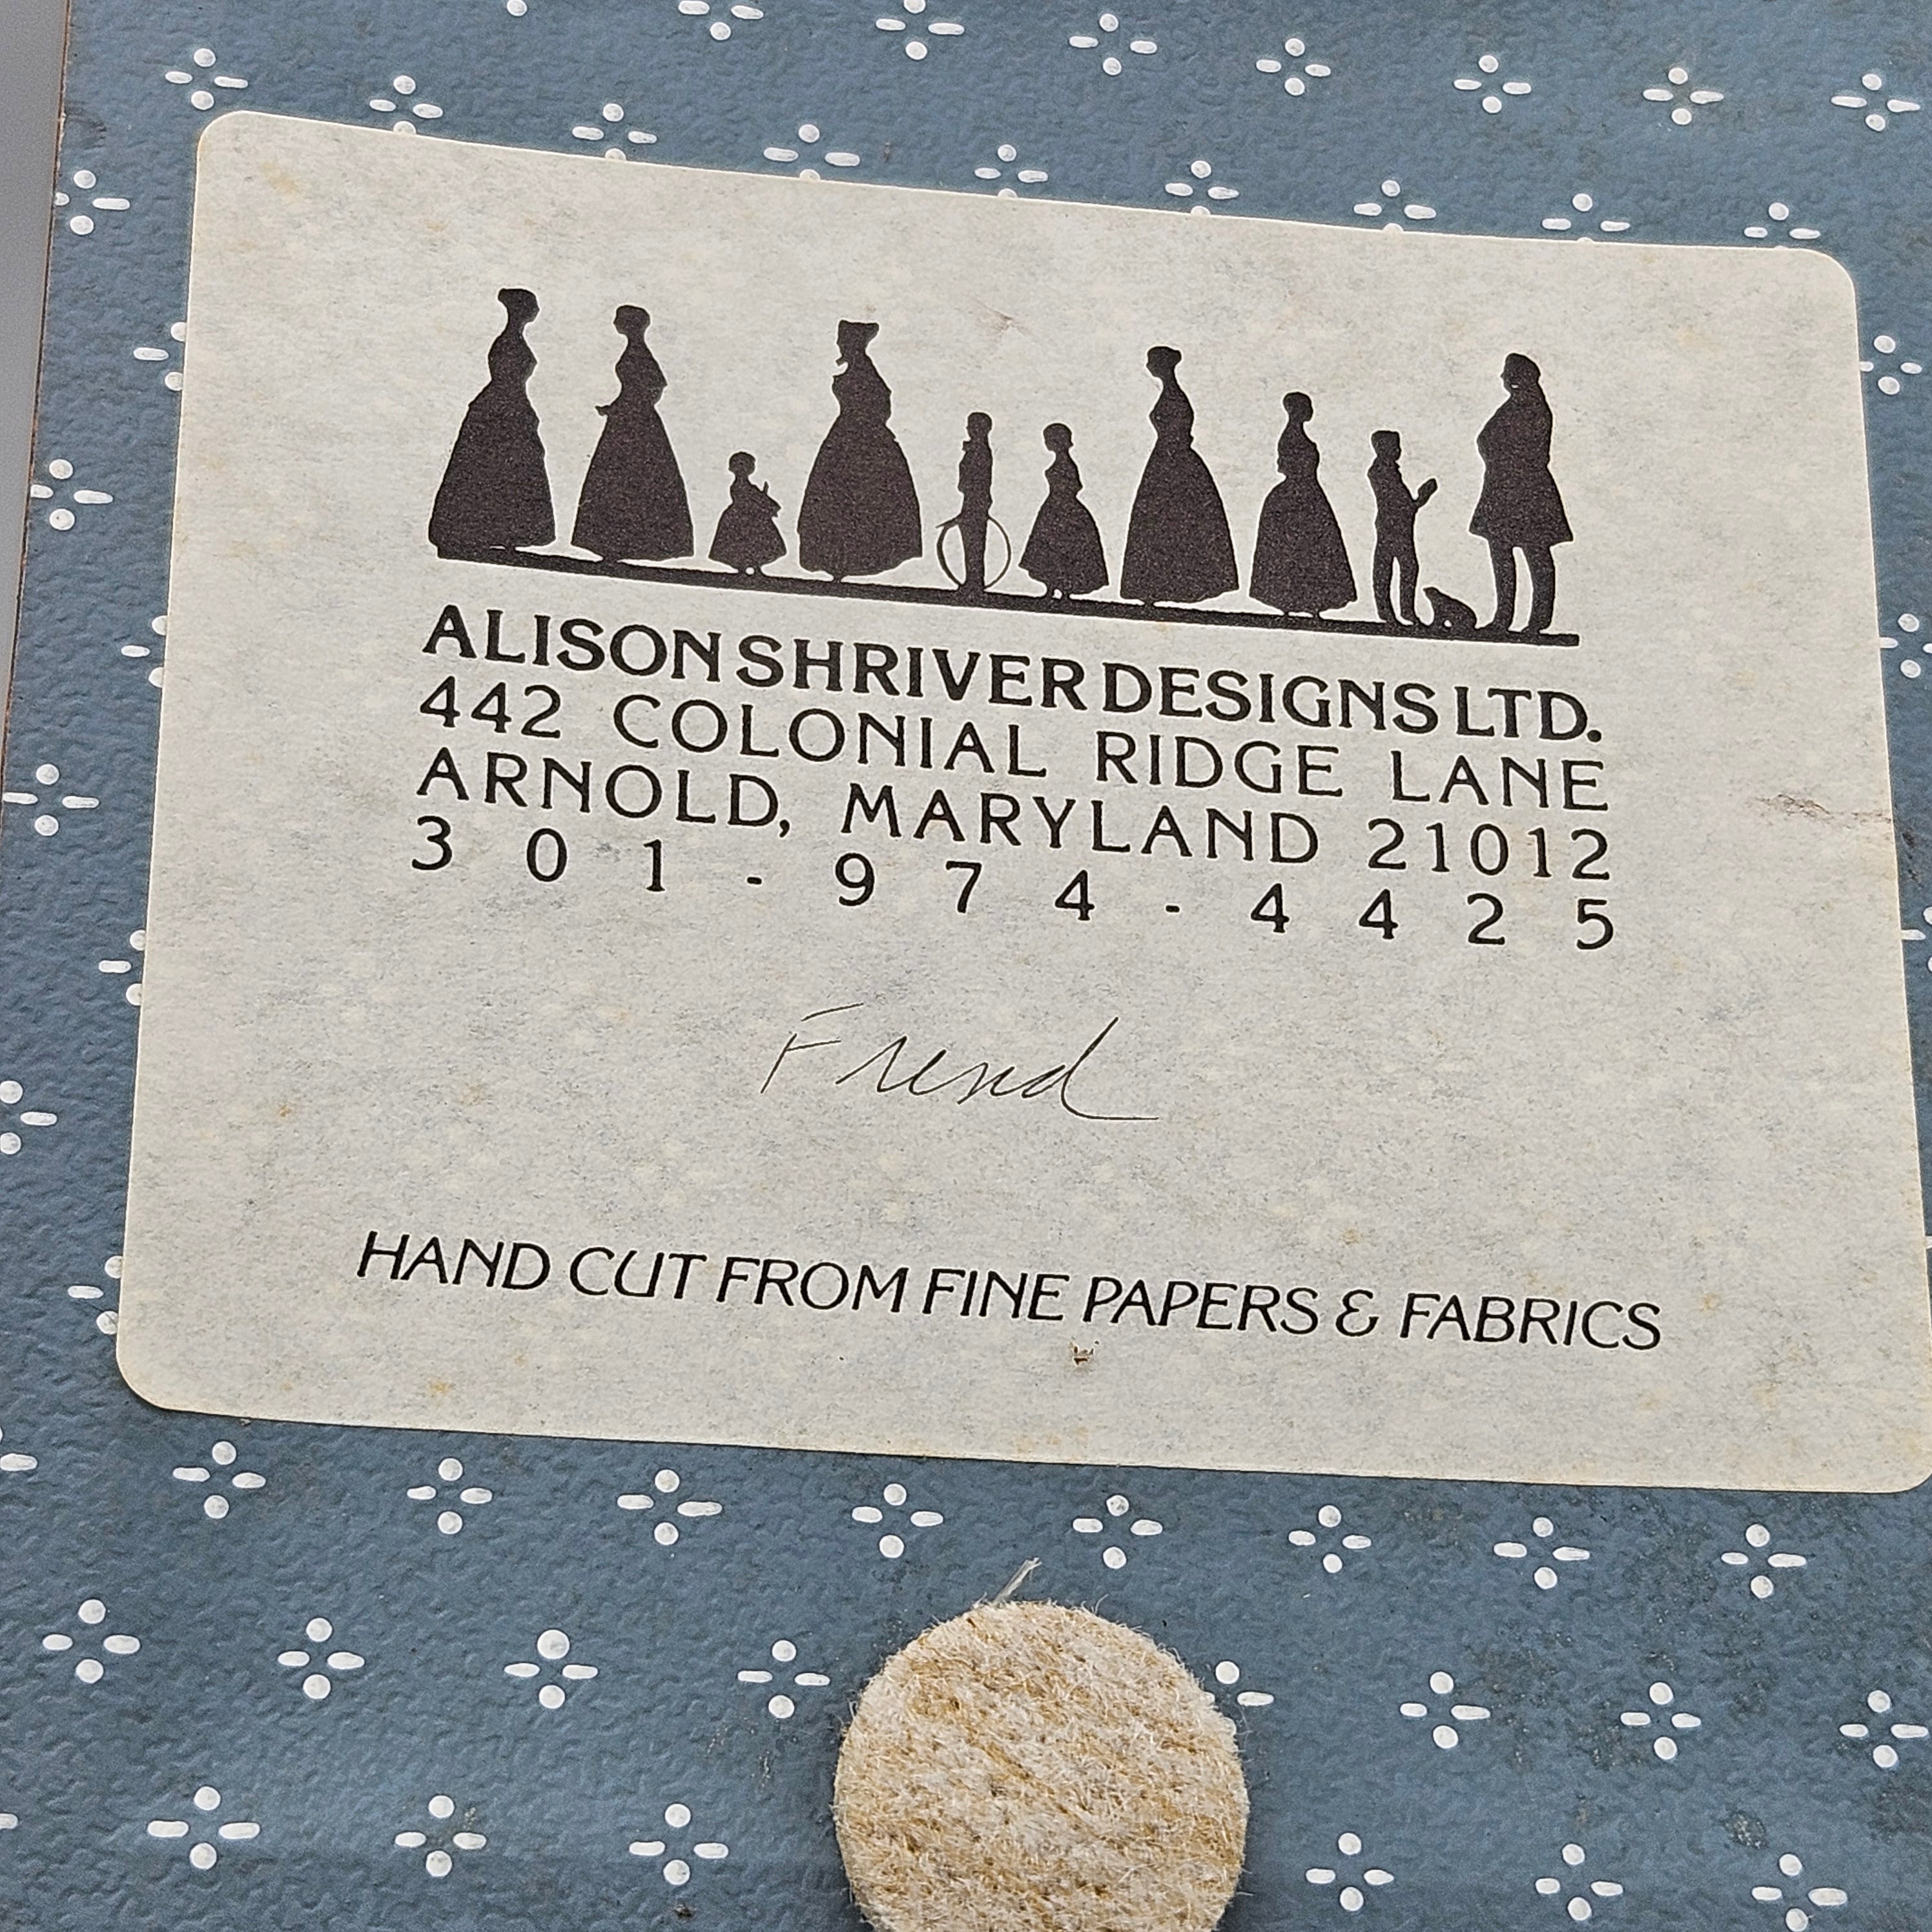 ALISON SHRIVER DESIGNS LTD.
442 COLONIAL RIDGE LANE
ARNOLD, MARYLAND 21012
301-974-4425
Frend
HAND CUT FROM FINE PAPERS & FABRICS